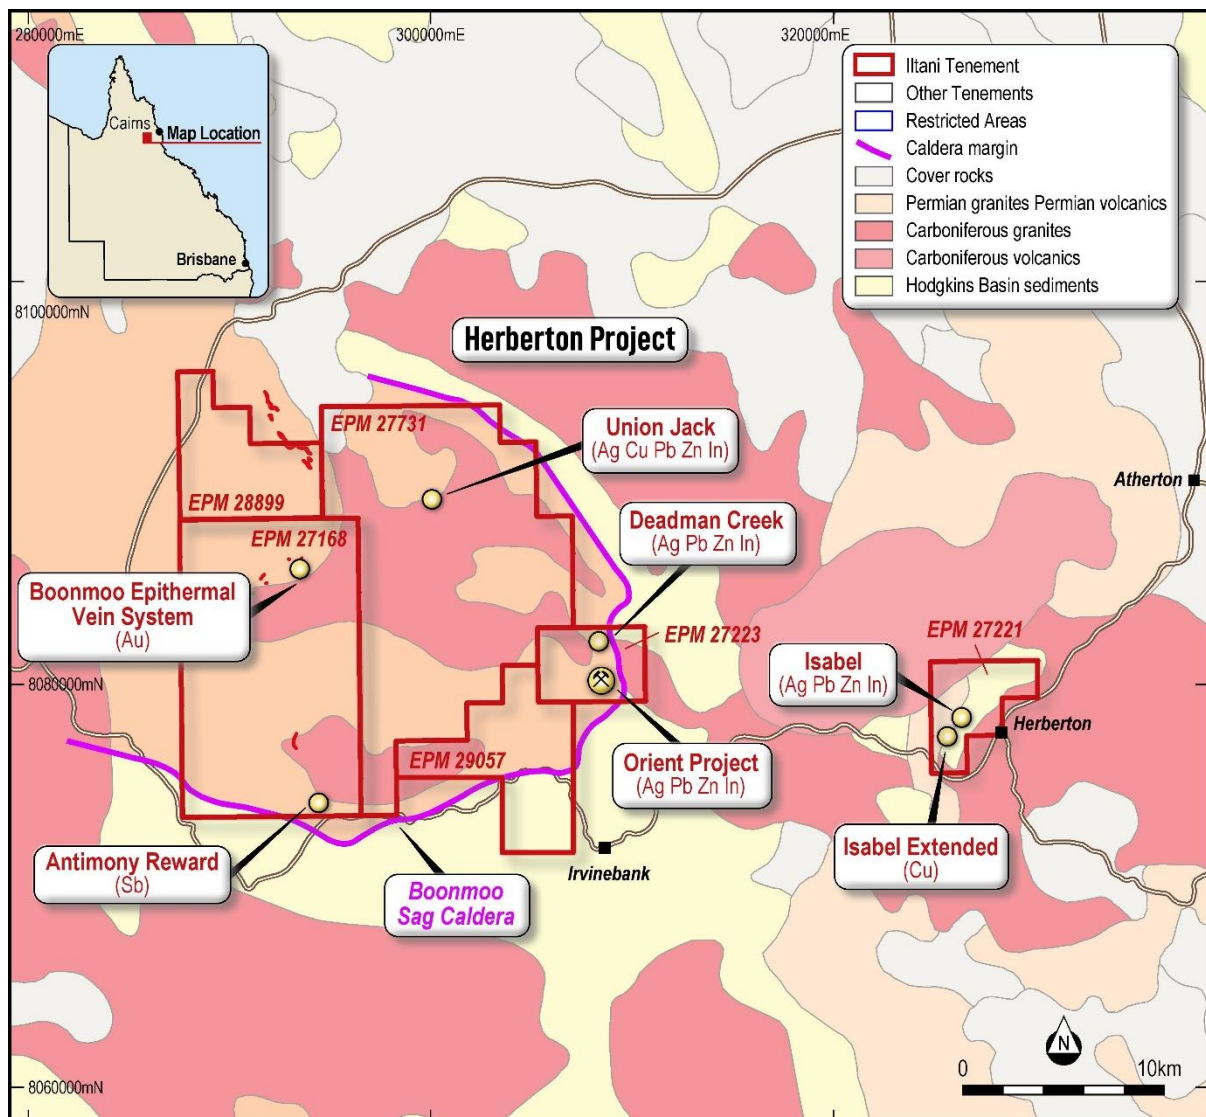 280000mE
300000mE
320000mE
Cairns
Map Location
Brisbane
Iltani Tenement
Other Tenements
Restricted Areas
Caldera margin
Cover rocks
Permian granites Permian volcanics
Carboniferous granites
Carboniferous volcanics
Hodgkins Basin sediments
8100000mN
Herberton Project
EPM 27731
Union Jack
(Ag Cu Pb Zn In)
Atherton
EPM 28899
Deadman Creek
(Ag Pb Zn In)
EPM 27168
Boonmoo Epithermal
Vein System
(Au)
EPM 27223
EPM 27221
Isabel
(Ag Pb Zn In)
8080000mN
Herberton
EPM 29057
Orient Project
(Ag Pb Zn In)
Antimony Reward
(Sb)
Isabel Extended
(Cu)
Irvinebank
Boonmoo
Sag Caldera
N
0
10km
8060000mN